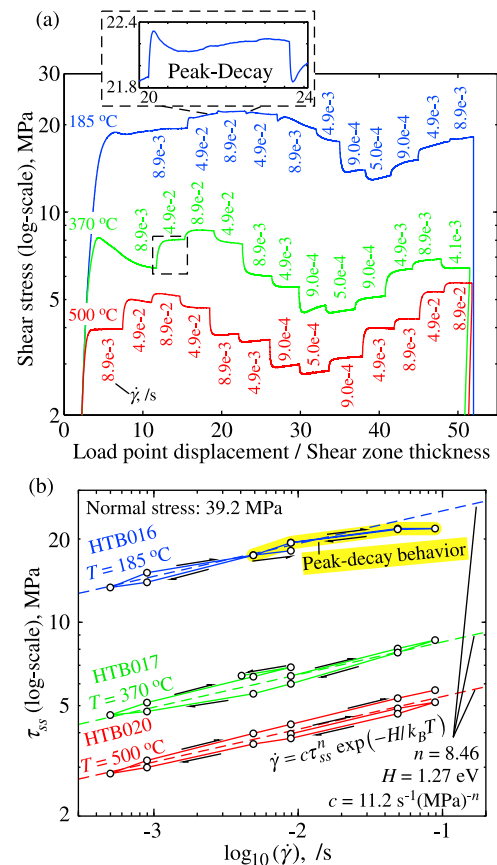 (a)
22.4
21.8
Peak-Decay
20
24
30
20
10
5
2
Shear stress (log-scale), MPa
185 °C
8.9e-3
4.9e-2
8.9e-2
4.9e-2
8.9e-3
4.9e-3
9.0e-4
5.0e-4
9.0e-4
4.9e-3
8.9e-3
370 °C
8.9e-3
4.9e-2
8.9e-2
4.9e-2
8.9e-3
4.9e-3
9.0e-4
5.0e-4
9.0e-4
4.9e-3
8.9e-3
4.1e-3
500 °C
8.9e-3
4.9e-2
8.9e-2
4.9e-2
8.9e-3
4.9e-3
9.0e-4
5.0e-4
9.0e-4
4.9e-3
8.9e-3
4.9e-2
8.9e-2
γ̇, /s
0 10 20 30 40 50 60
Load point displacement / Shear zone thickness
(b)
Normal stress: 39.2 MPa
20
10
5
2
τss (log-scale), MPa
HTB016
T = 185 °C
Peak-decay behavior
HTB017
T = 370 °C
HTB020
T = 500 °C
γ̇ = cτss^n exp(−H/kBT)
n = 8.46
H = 1.27 eV
c = 11.2 s⁻¹(MPa)⁻ⁿ
-3 -2 -1
log10 (γ̇), /s